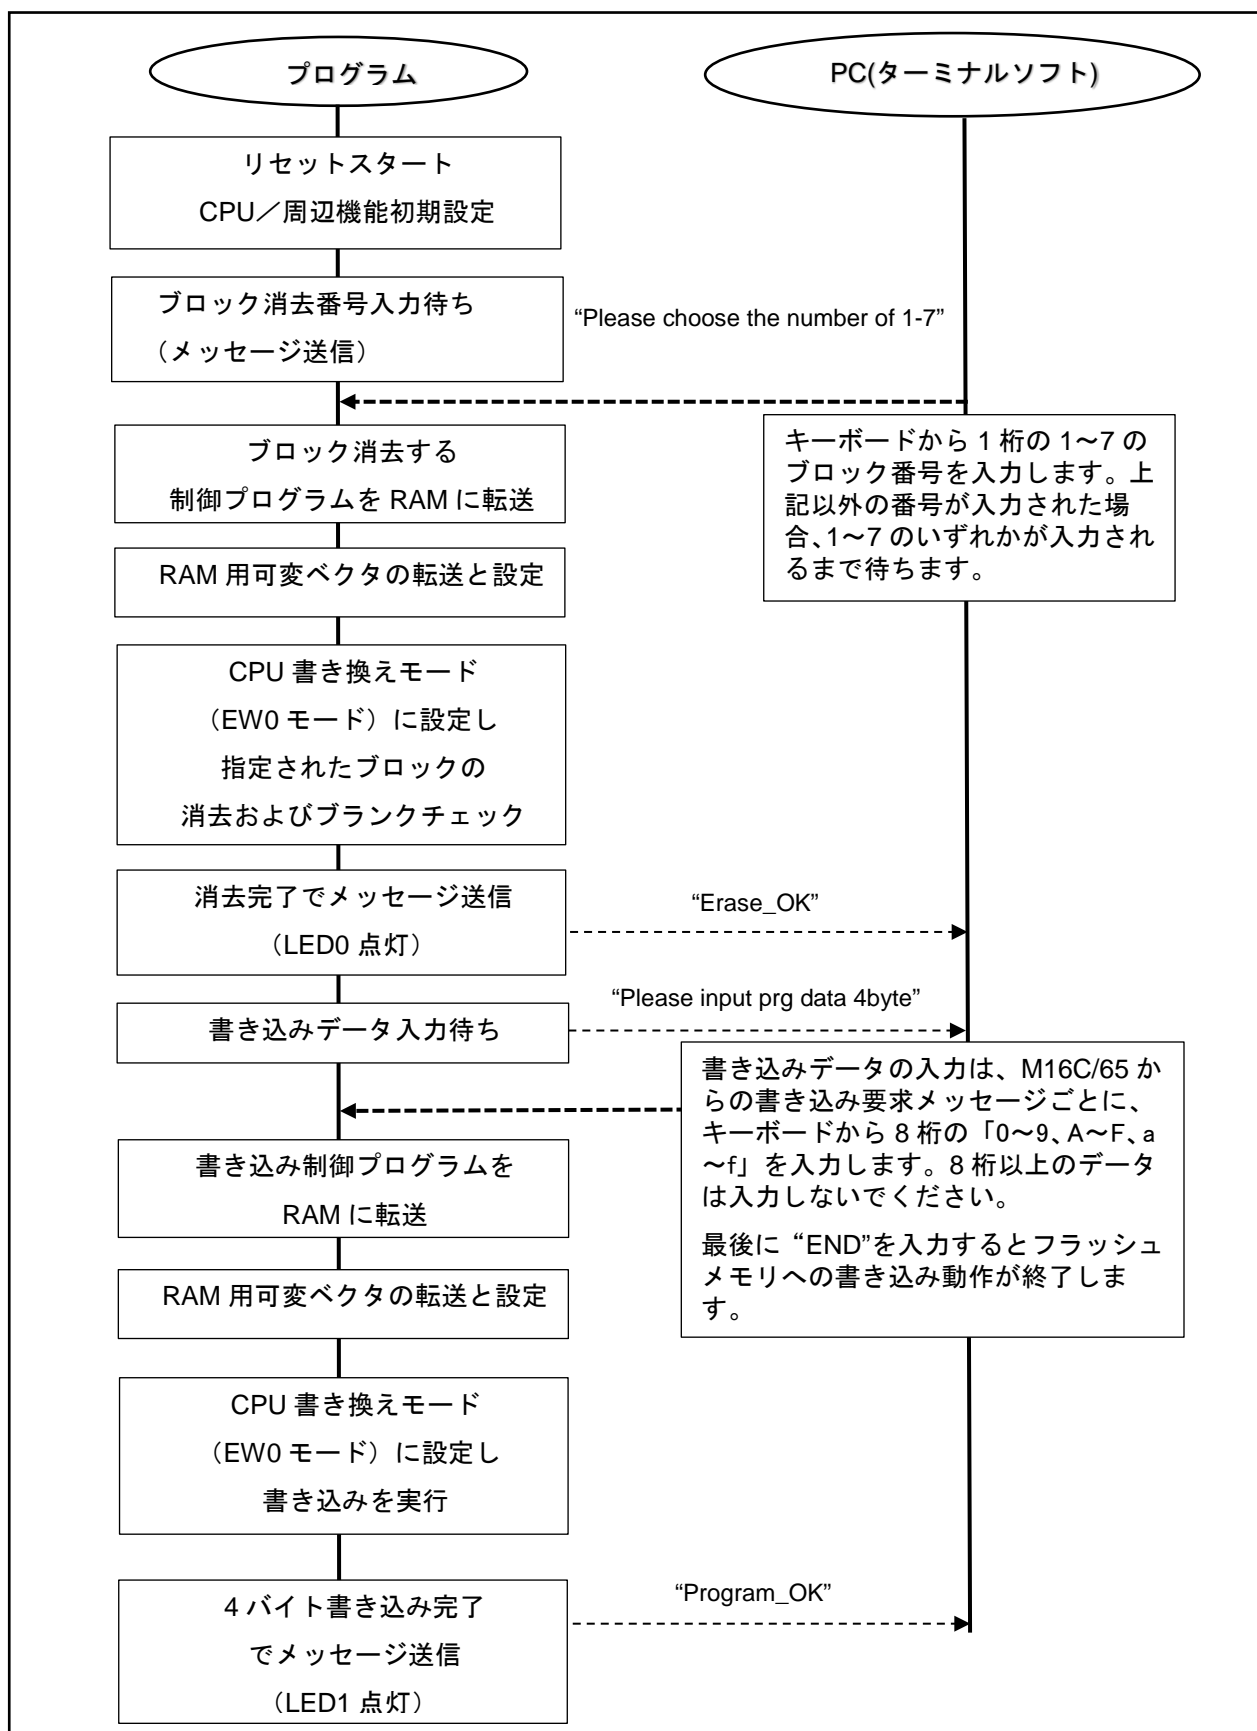 プログラム
PC(ターミナルソフト)
リセットスタート
CPU／周辺機能初期設定
ブロック消去番号入力待ち
（メッセージ送信）
“Please choose the number of 1-7”
ブロック消去する
制御プログラムを RAM に転送
キーボードから 1 桁の 1～7 の
ブロック番号を入力します。上
記以外の番号が入力された場
合、1～7 のいずれかが入力され
るまで待ちます。
RAM 用可変ベクタの転送と設定
CPU 書き換えモード
（EW0 モード）に設定し
指定されたブロックの
消去およびブランクチェック
消去完了でメッセージ送信
（LED0 点灯）
“Erase_OK”
“Please input prg data 4byte”
書き込みデータ入力待ち
書き込みデータの入力は、M16C/65 か
らの書き込み要求メッセージごとに、
キーボードから 8 桁の「0～9、A～F、a
～f」を入力します。8 桁以上のデータ
は入力しないでください。
最後に “END”を入力するとフラッシュ
メモリへの書き込み動作が終了しま
す。
書き込み制御プログラムを
RAM に転送
RAM 用可変ベクタの転送と設定
CPU 書き換えモード
（EW0 モード）に設定し
書き込みを実行
4 バイト書き込み完了
でメッセージ送信
（LED1 点灯）
“Program_OK”